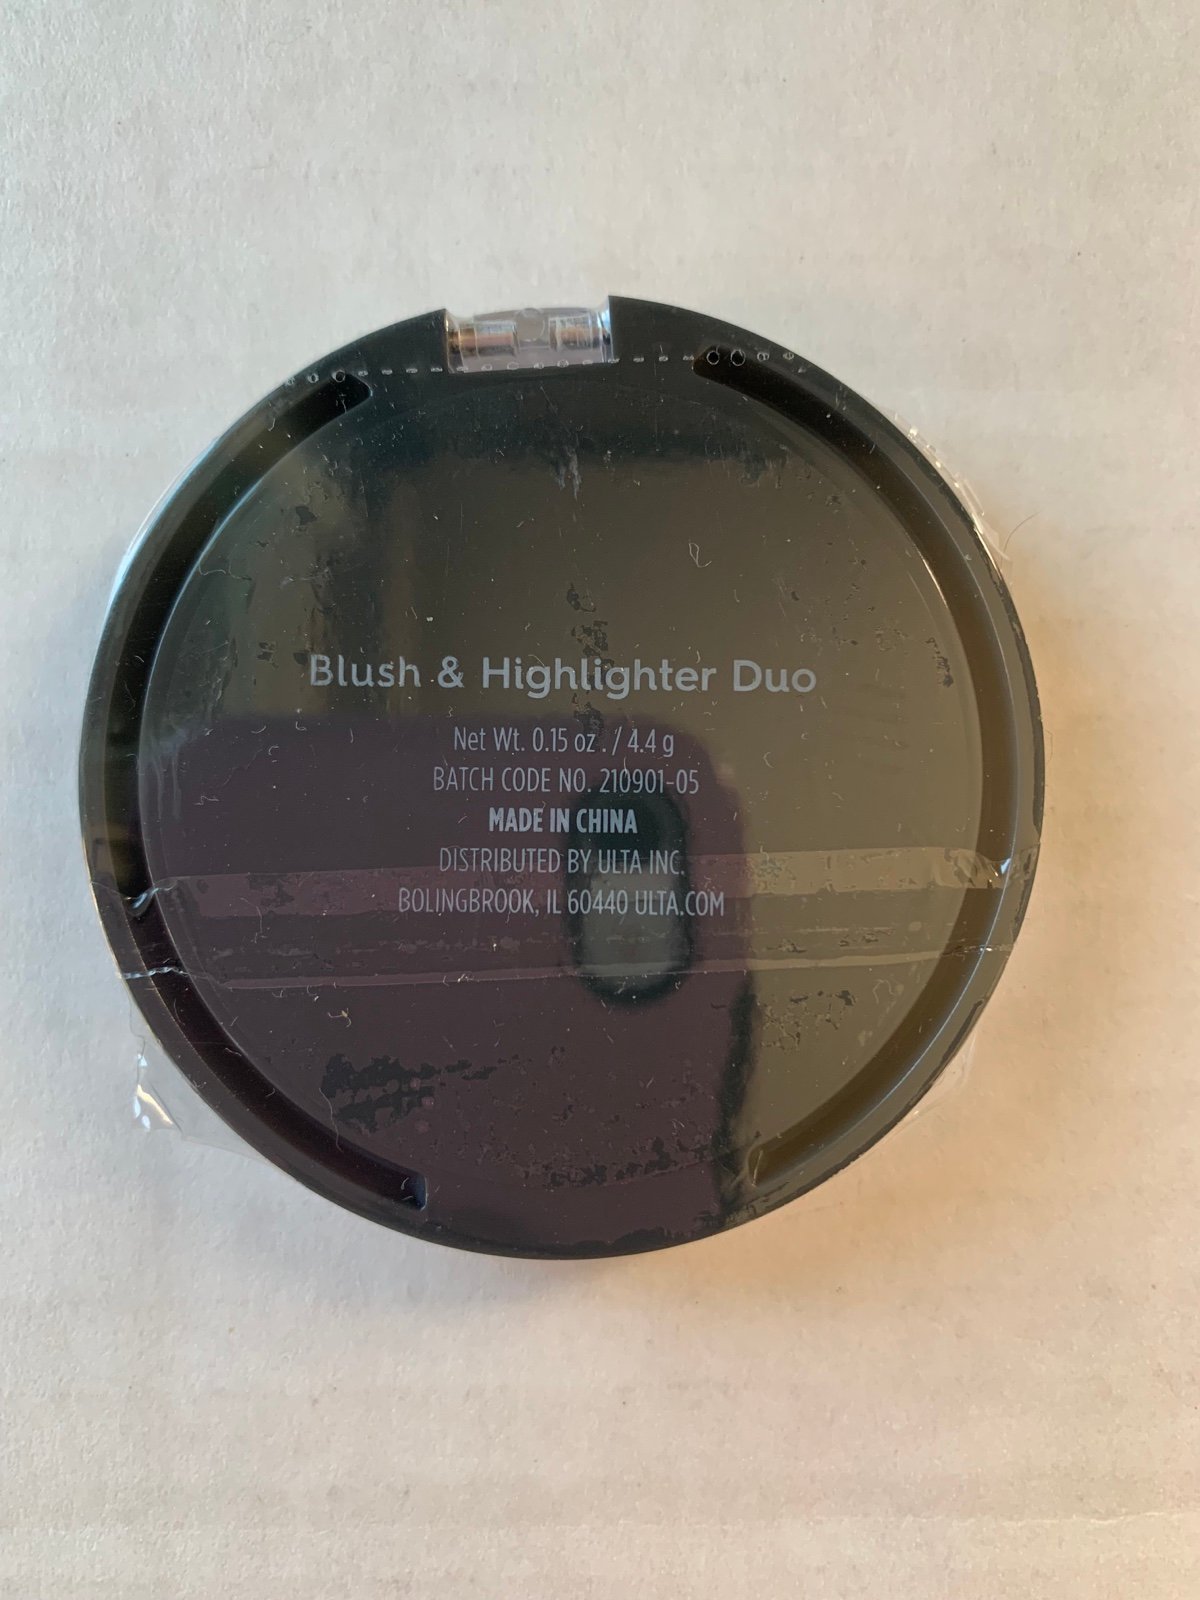 Blush & Highlighter Duo
Net Wt. 0.15 oz . / 4.4 g
BATCH CODE NO. 210901-05
MADE IN CHINA
DISTRIBUTED BY ULTA INC.
BOLINGBROOK, IL 60440 ULTA.COM